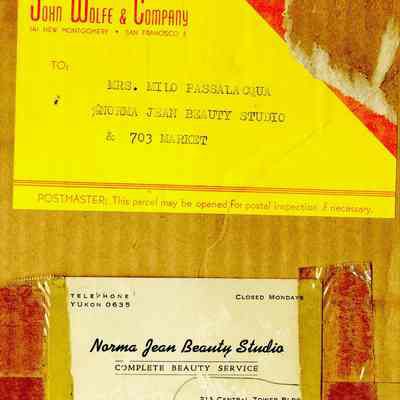 JOHN WOLFE & COMPANY
141 NEW MONTGOMERY • SAN FRANCISCO 5
TO:
MRS. MILO PASSALACQUA
NORMA JEAN BEAUTY STUDIO
& 703 MARKET
POSTMASTER: This parcel may be opened for postal inspection if necessary.
TELEPHONE
YUKON 0635
CLOSED MONDAYS
Norma Jean Beauty Studio
COMPLETE BEAUTY SERVICE
CENTRAL TOWER BLDG